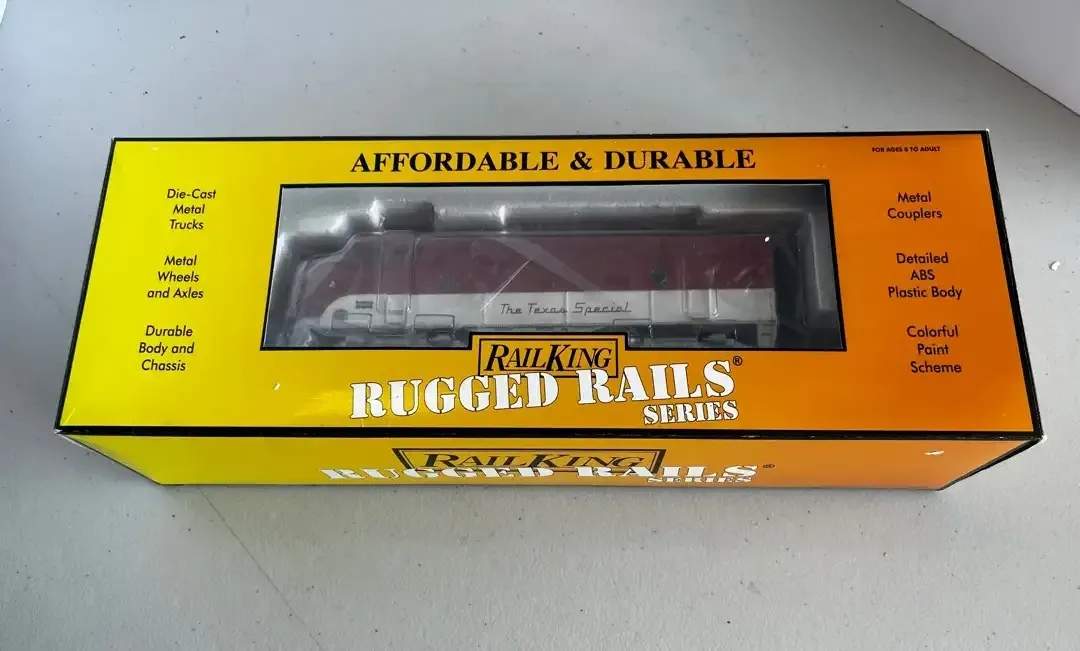 AFFORDABLE & DURABLE
FOR AGES 8 TO ADULT
Die-Cast
Metal
Trucks
Metal
Wheels
and Axles
Durable
Body and
Chassis
Metal
Couplers
Detailed
ABS
Plastic Body
Colorful
Paint
Scheme
The Texas Special
RAILKING
RUGGED RAILS®
SERIES
RAILKING
RUGGED RAILS®
SERIES